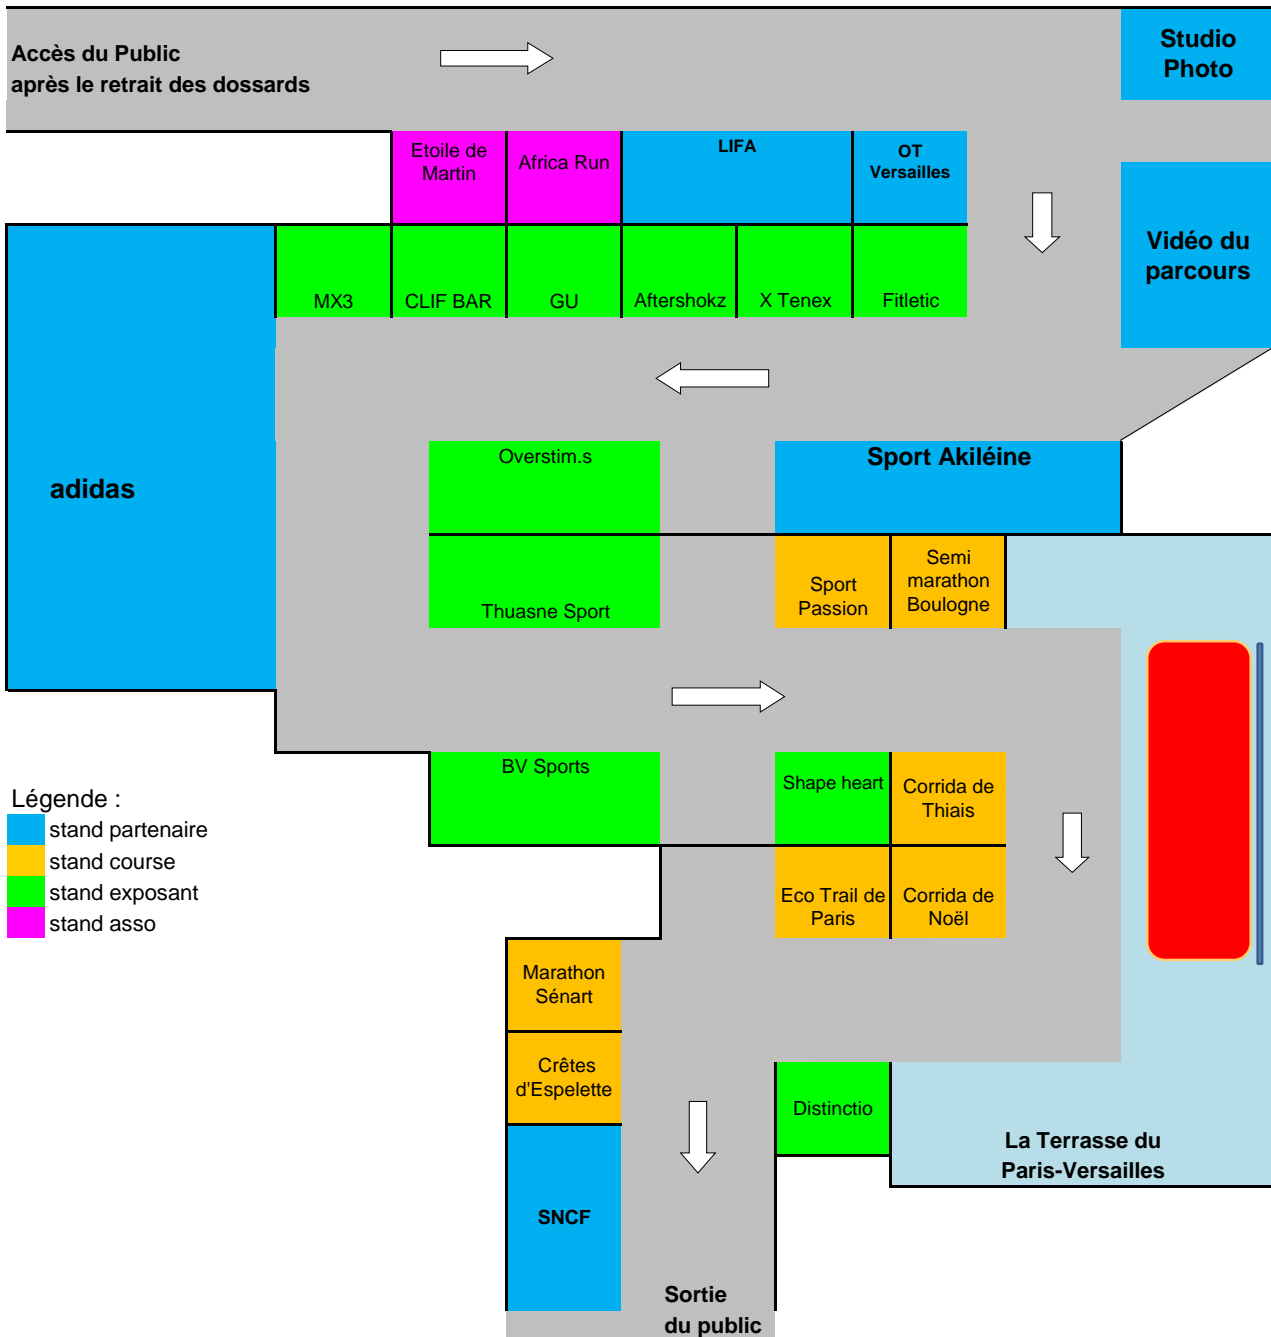 Accès du Public
après le retrait des dossards
Studio
Photo
Etoile de
Martin
Africa Run
LIFA
OT
Versailles
Vidéo du
parcours
MX3
CLIF BAR
GU
Aftershokz
X Tenex
Fitletic
adidas
Overstim.s
Sport Akiléine
Thuasne Sport
Sport
Passion
Semi
marathon
Boulogne
BV Sports
Shape heart
Corrida de
Thiais
Légende :
stand partenaire
stand course
stand exposant
stand asso
Eco Trail de
Paris
Corrida de
Noël
Marathon
Sénart
Crêtes
d'Espelette
Distinctio
La Terrasse du
Paris-Versailles
SNCF
Sortie
du public